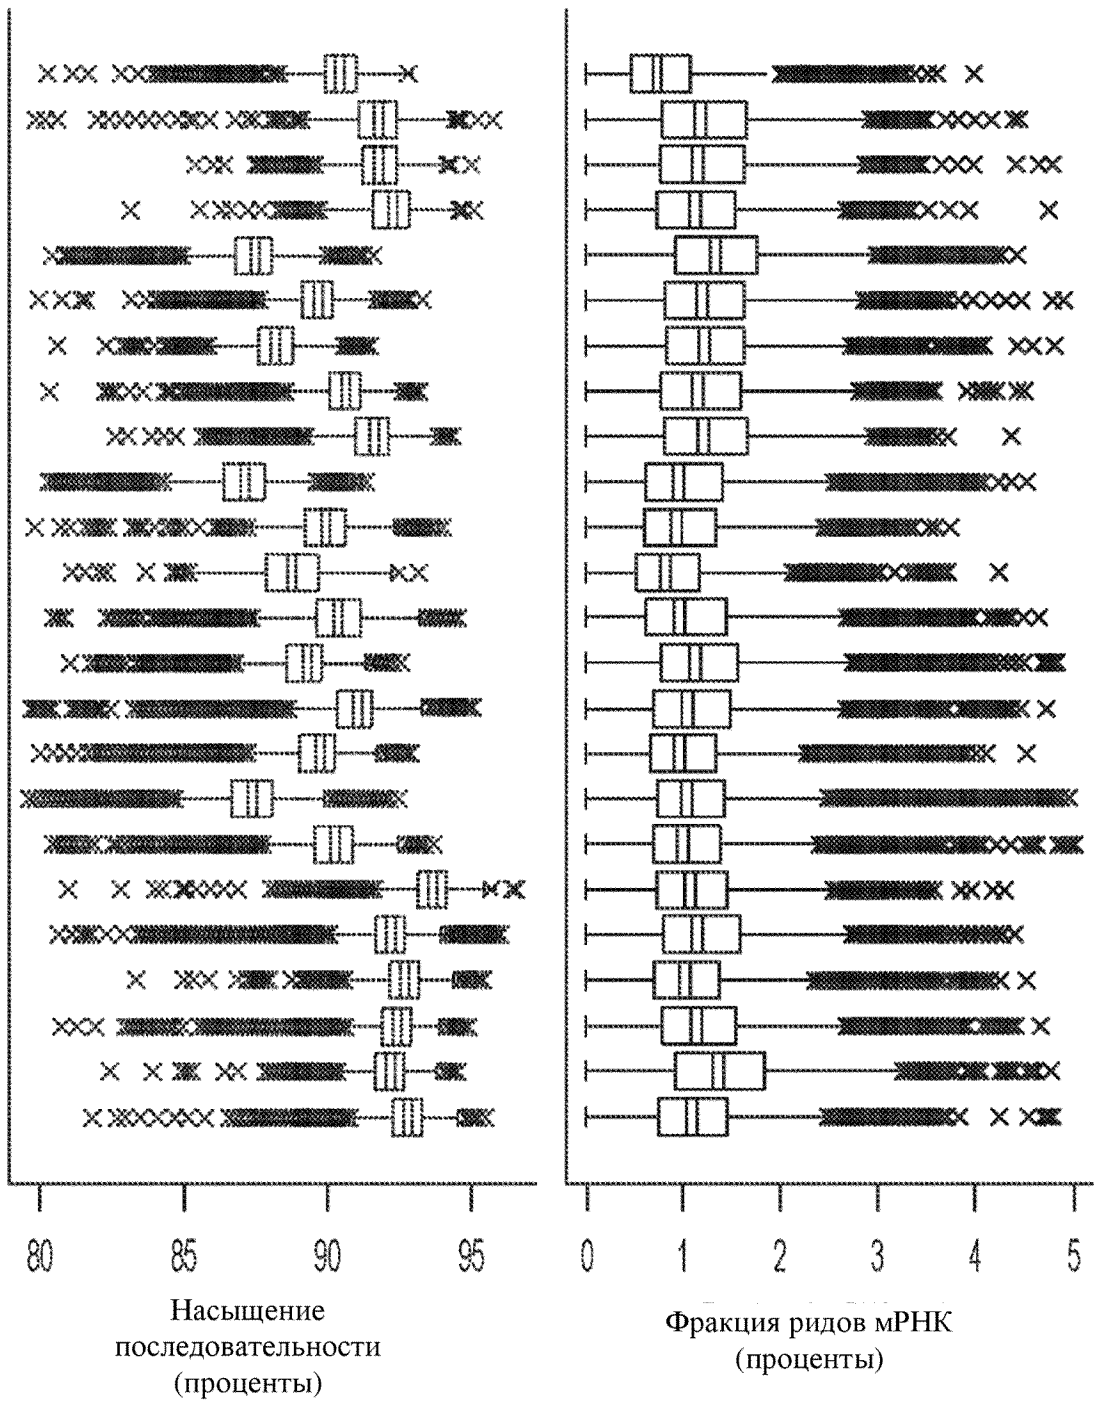 80 85 90 95
0 1 2 3 4 5
Насыщение
последовательности
(проценты)
Фракция ридов мРНК
(проценты)